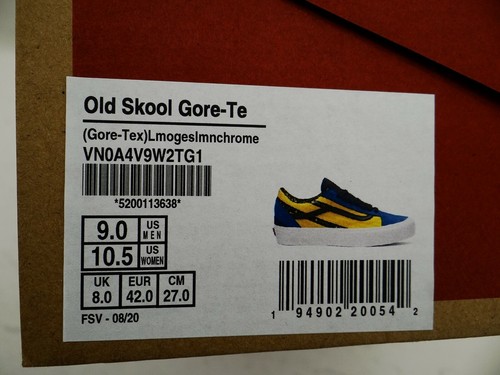 Old Skool Gore-Te
(Gore-Tex)Lmogeslmnchrome
VN0A4V9W2TG1
*5200113638*
9.0 US MEN
10.5 US WOMEN
UK EUR CM
8.0 42.0 27.0
FSV - 08/20
1 94902 20054 2